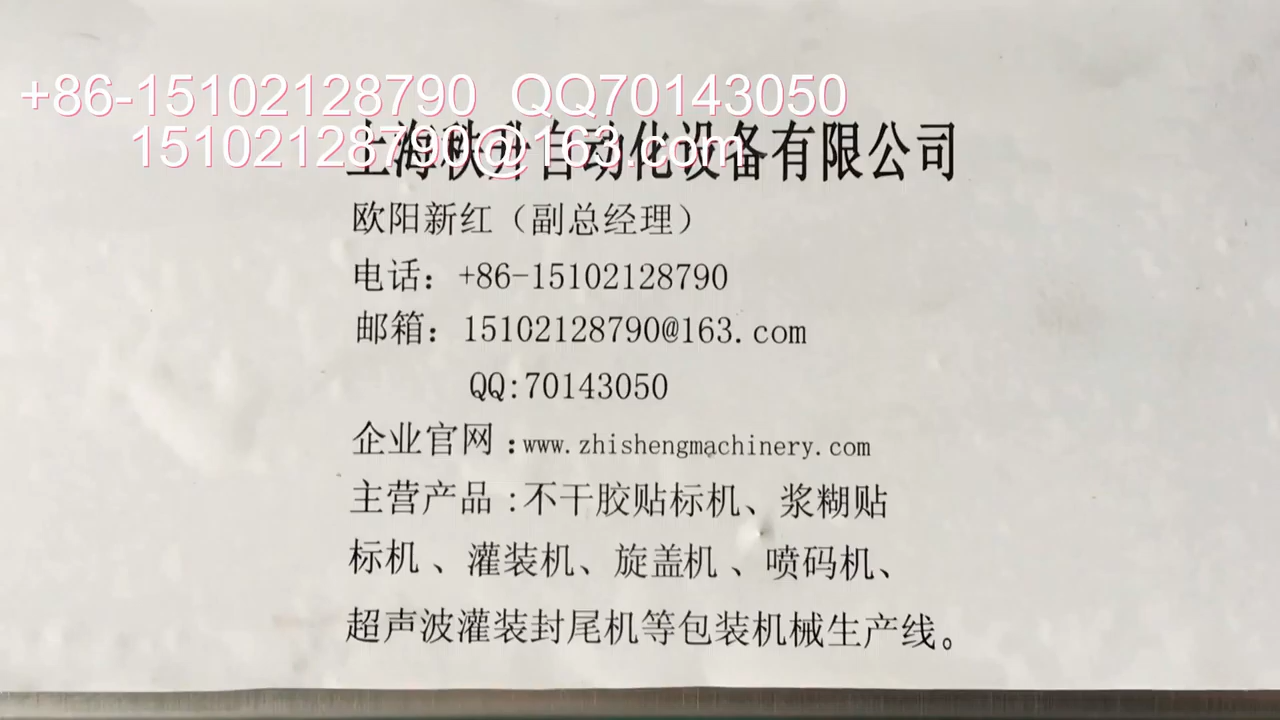 +86-15102128790 QQ70143050
15102128790@163.com
上海秩升自动化设备有限公司
欧阳新红（副总经理）
电话：+86-15102128790
邮箱：15102128790@163.com
QQ:70143050
企业官网：www.zhishengmachinery.com
主营产品：不干胶贴标机、浆糊贴
标机、灌装机、旋盖机、喷码机、
超声波灌装封尾机等包装机械生产线。